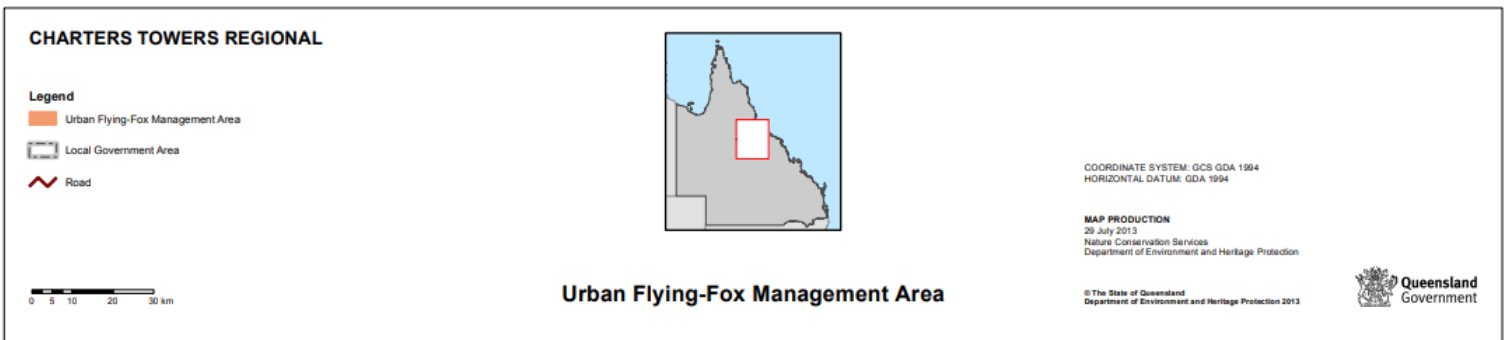 CHARTERS TOWERS REGIONAL
Legend
Urban Flying-Fox Management Area
Local Government Area
Road
0 5 10 20 30 km
Urban Flying-Fox Management Area
COORDINATE SYSTEM: GCS GDA 1994
HORIZONTAL DATUM: GDA 1994
MAP PRODUCTION
29 July 2013
Nature Conservation Services
Department of Environment and Heritage Protection
© The State of Queensland
Department of Environment and Heritage Protection 2013
Queensland
Government